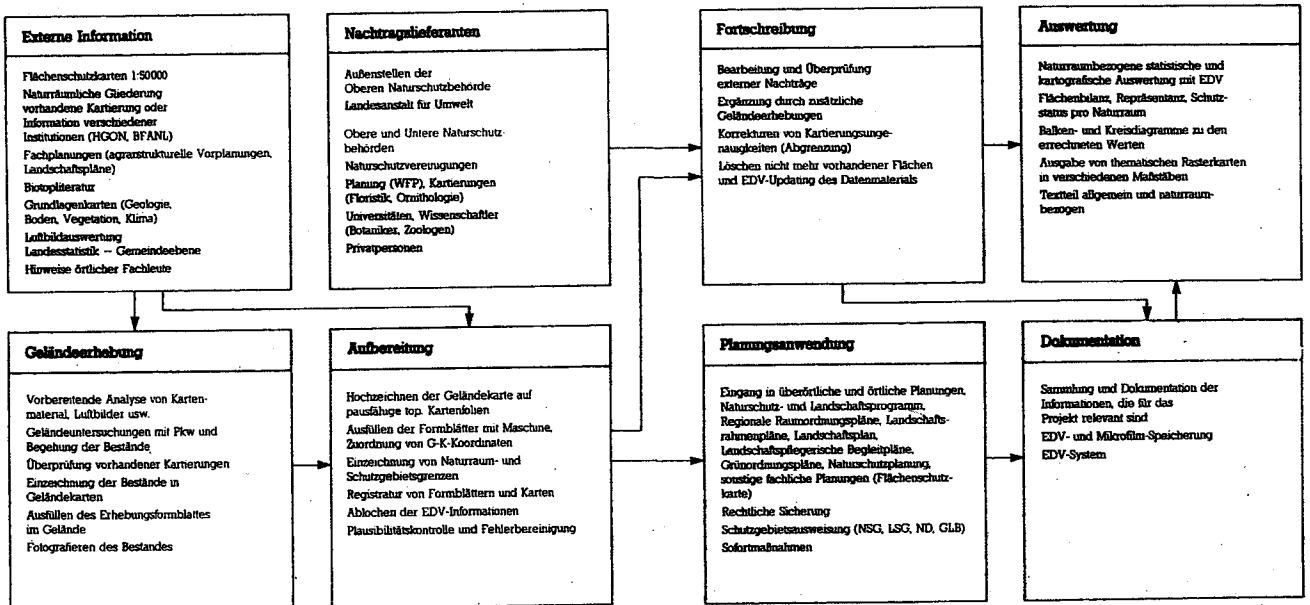 Externe Information
Flächenschutzkarten 1:50000
Naturräumliche Gliederung
vorhandene Kartierung oder
Information verschiedener
Institutionen (HGON, BFANL)
Fachplanungen (agrarstrukturelle Vorplanungen,
Landschaftspläne)
Biotopliteratur
Grundlagenkarten (Geologie,
Boden, Vegetation, Klima)
Luftbildauswertung
Landesstatistik – Gemeindeebene
Hinweise örtlicher Fachleute
Nachtragslieferanten
Außenstellen der
Oberen Naturschutzbehörde
Landesanstalt für Umwelt
Obere und Untere Naturschutz-
behörden
Naturschutzvereinigungen
Planung (WFP), Kartierungen
(Floristik, Ornithologie)
Universitäten, Wissenschaftler
(Botaniker, Zoologen)
Privatpersonen
Fortschreibung
Bearbeitung und Überprüfung
externer Nachträge
Ergänzung durch zusätzliche
Geländeerhebungen
Korrekturen von Kartierungsunge-
nauigkeiten (Abgrenzung)
Löschen nicht mehr vorhandener Flächen
und EDV-Updating des Datenmaterials
Auswertung
Naturraumbezogene statistische und
kartografische Auswertung mit EDV
Flächenbilanz, Repräsentanz, Schutz-
status pro Naturraum
Balken- und Kreisdiagramme zu den
errechneten Werten
Ausgabe von thematischen Rasterkarten
in verschiedenen Maßstäben
Textteil allgemein und naturraum-
bezogen
Geländeerhebung
Vorbereitende Analyse von Karten-
material, Luftbilder usw.
Geländeuntersuchungen mit Pkw und
Begehung der Bestände
Überprüfung vorhandener Kartierungen
Einzeichnung der Bestände in
Geländekarten
Ausfüllen des Erhebungsformblattes
im Gelände
Fotografieren des Bestandes
Aufbereitung
Hochzeichnen der Geländekarte auf
pausfähige top. Kartenfolien
Ausfüllen der Formblätter mit Maschine,
Zuordnung von G-K-Koordinaten
Einzeichnung von Naturraum- und
Schutzgebietsgrenzen
Registratur von Formblättern und Karten
Ablochen der EDV-Informationen
Plausibilitätskontrolle und Fehlerbereinigung
Planungsanwendung
Eingang in überörtliche und örtliche Planungen,
Naturschutz- und Landschaftsprogramm,
Regionale Raumordnungspläne, Landschafts-
rahmenpläne, Landschaftsplan,
Landschaftspflegerische Begleitpläne,
Grünordnungspläne, Naturschutzplanung,
sonstige fachliche Planungen (Flächenschutz-
karte)
Rechtliche Sicherung
Schutzgebietsausweisung (NSG, LSG, ND, GLB)
Sofortmaßnahmen
Dokumentation
Sammlung und Dokumentation der
Informationen, die für das
Projekt relevant sind
EDV- und Mikrofilm-Speicherung
EDV-System